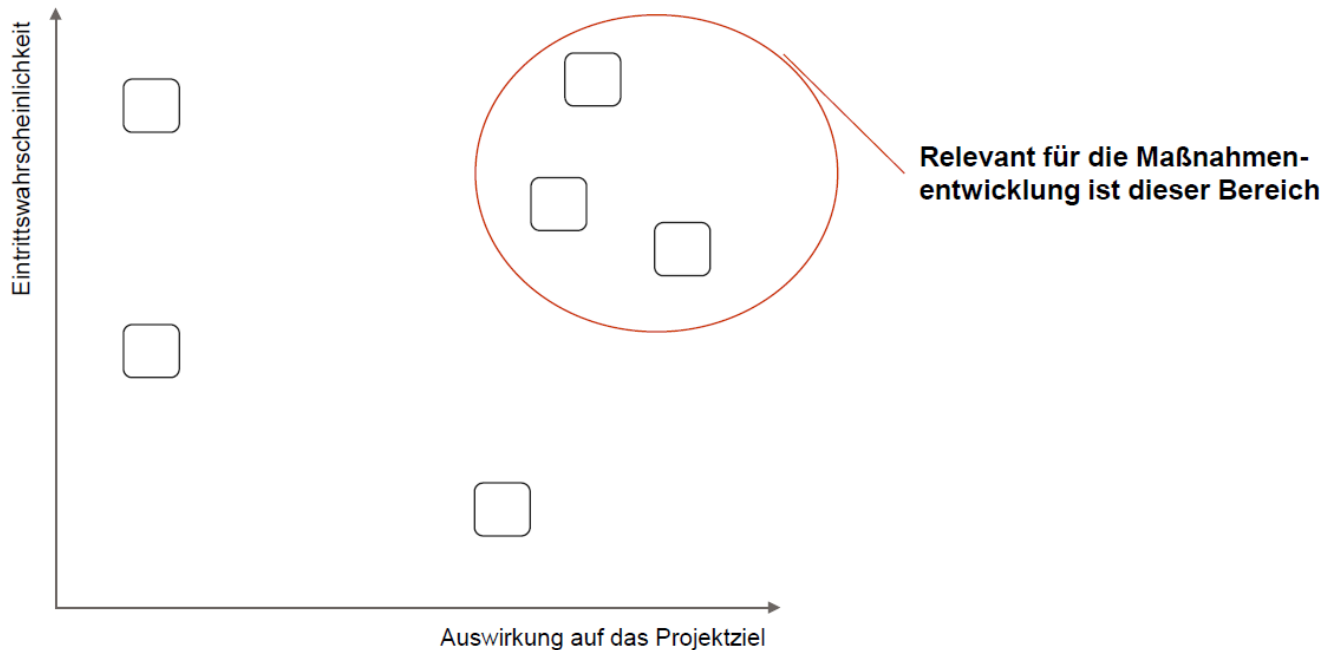 Eintrittswahrscheinlichkeit
Relevant für die Maßnahmen-
entwicklung ist dieser Bereich
Auswirkung auf das Projektziel